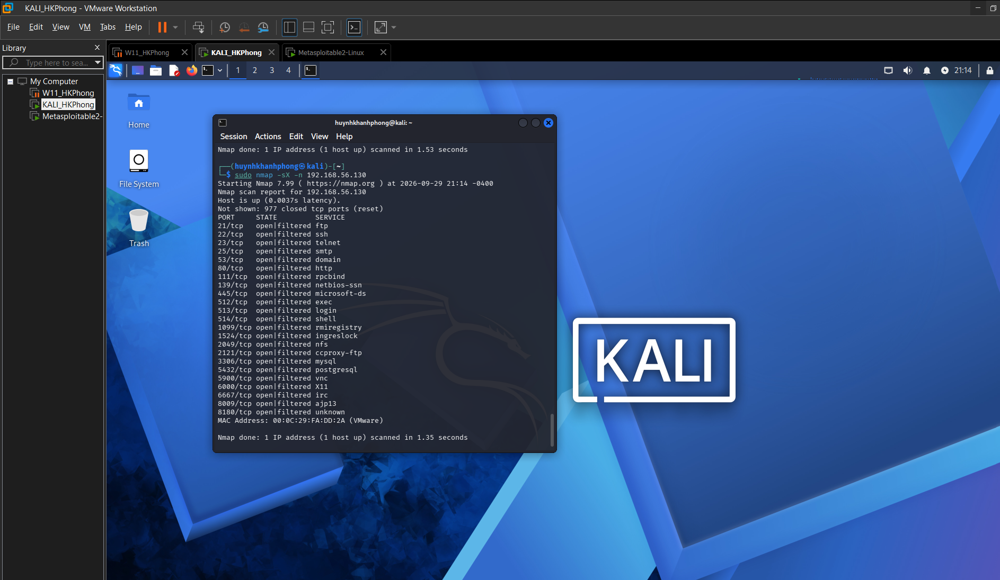 KALI_HKPhong - VMware Workstation
File Edit View VM Tabs Help
Library
Type here to sea...
My Computer
W11_HKPhong
KALI_HKPhong
Metasploitable2-
W11_HKPhong KALI_HKPhong Metasploitable2-Linux
1 2 3 4 21:14
Home
File System
Trash
huynhkhanhphong@kali: ~
Session Actions Edit View Help
Nmap done: 1 IP address (1 host up) scanned in 1.53 seconds
┌──(huynhkhanhphong㉿kali)-[~]
└─$ sudo nmap -sX -n 192.168.56.130
Starting Nmap 7.99 ( https://nmap.org ) at 2026-09-29 21:14 -0400
Nmap scan report for 192.168.56.130
Host is up (0.0037s latency).
Not shown: 977 closed tcp ports (reset)
PORT     STATE         SERVICE
21/tcp   open|filtered ftp
22/tcp   open|filtered ssh
23/tcp   open|filtered telnet
25/tcp   open|filtered smtp
53/tcp   open|filtered domain
80/tcp   open|filtered http
111/tcp  open|filtered rpcbind
139/tcp  open|filtered netbios-ssn
445/tcp  open|filtered microsoft-ds
512/tcp  open|filtered exec
513/tcp  open|filtered login
514/tcp  open|filtered shell
1099/tcp open|filtered rmiregistry
1524/tcp open|filtered ingreslock
2049/tcp open|filtered nfs
2121/tcp open|filtered ccproxy-ftp
3306/tcp open|filtered mysql
5432/tcp open|filtered postgresql
5900/tcp open|filtered vnc
6000/tcp open|filtered X11
6667/tcp open|filtered irc
8009/tcp open|filtered ajp13
8180/tcp open|filtered unknown
MAC Address: 00:0C:29:FA:DD:2A (VMware)
Nmap done: 1 IP address (1 host up) scanned in 1.35 seconds
KALI